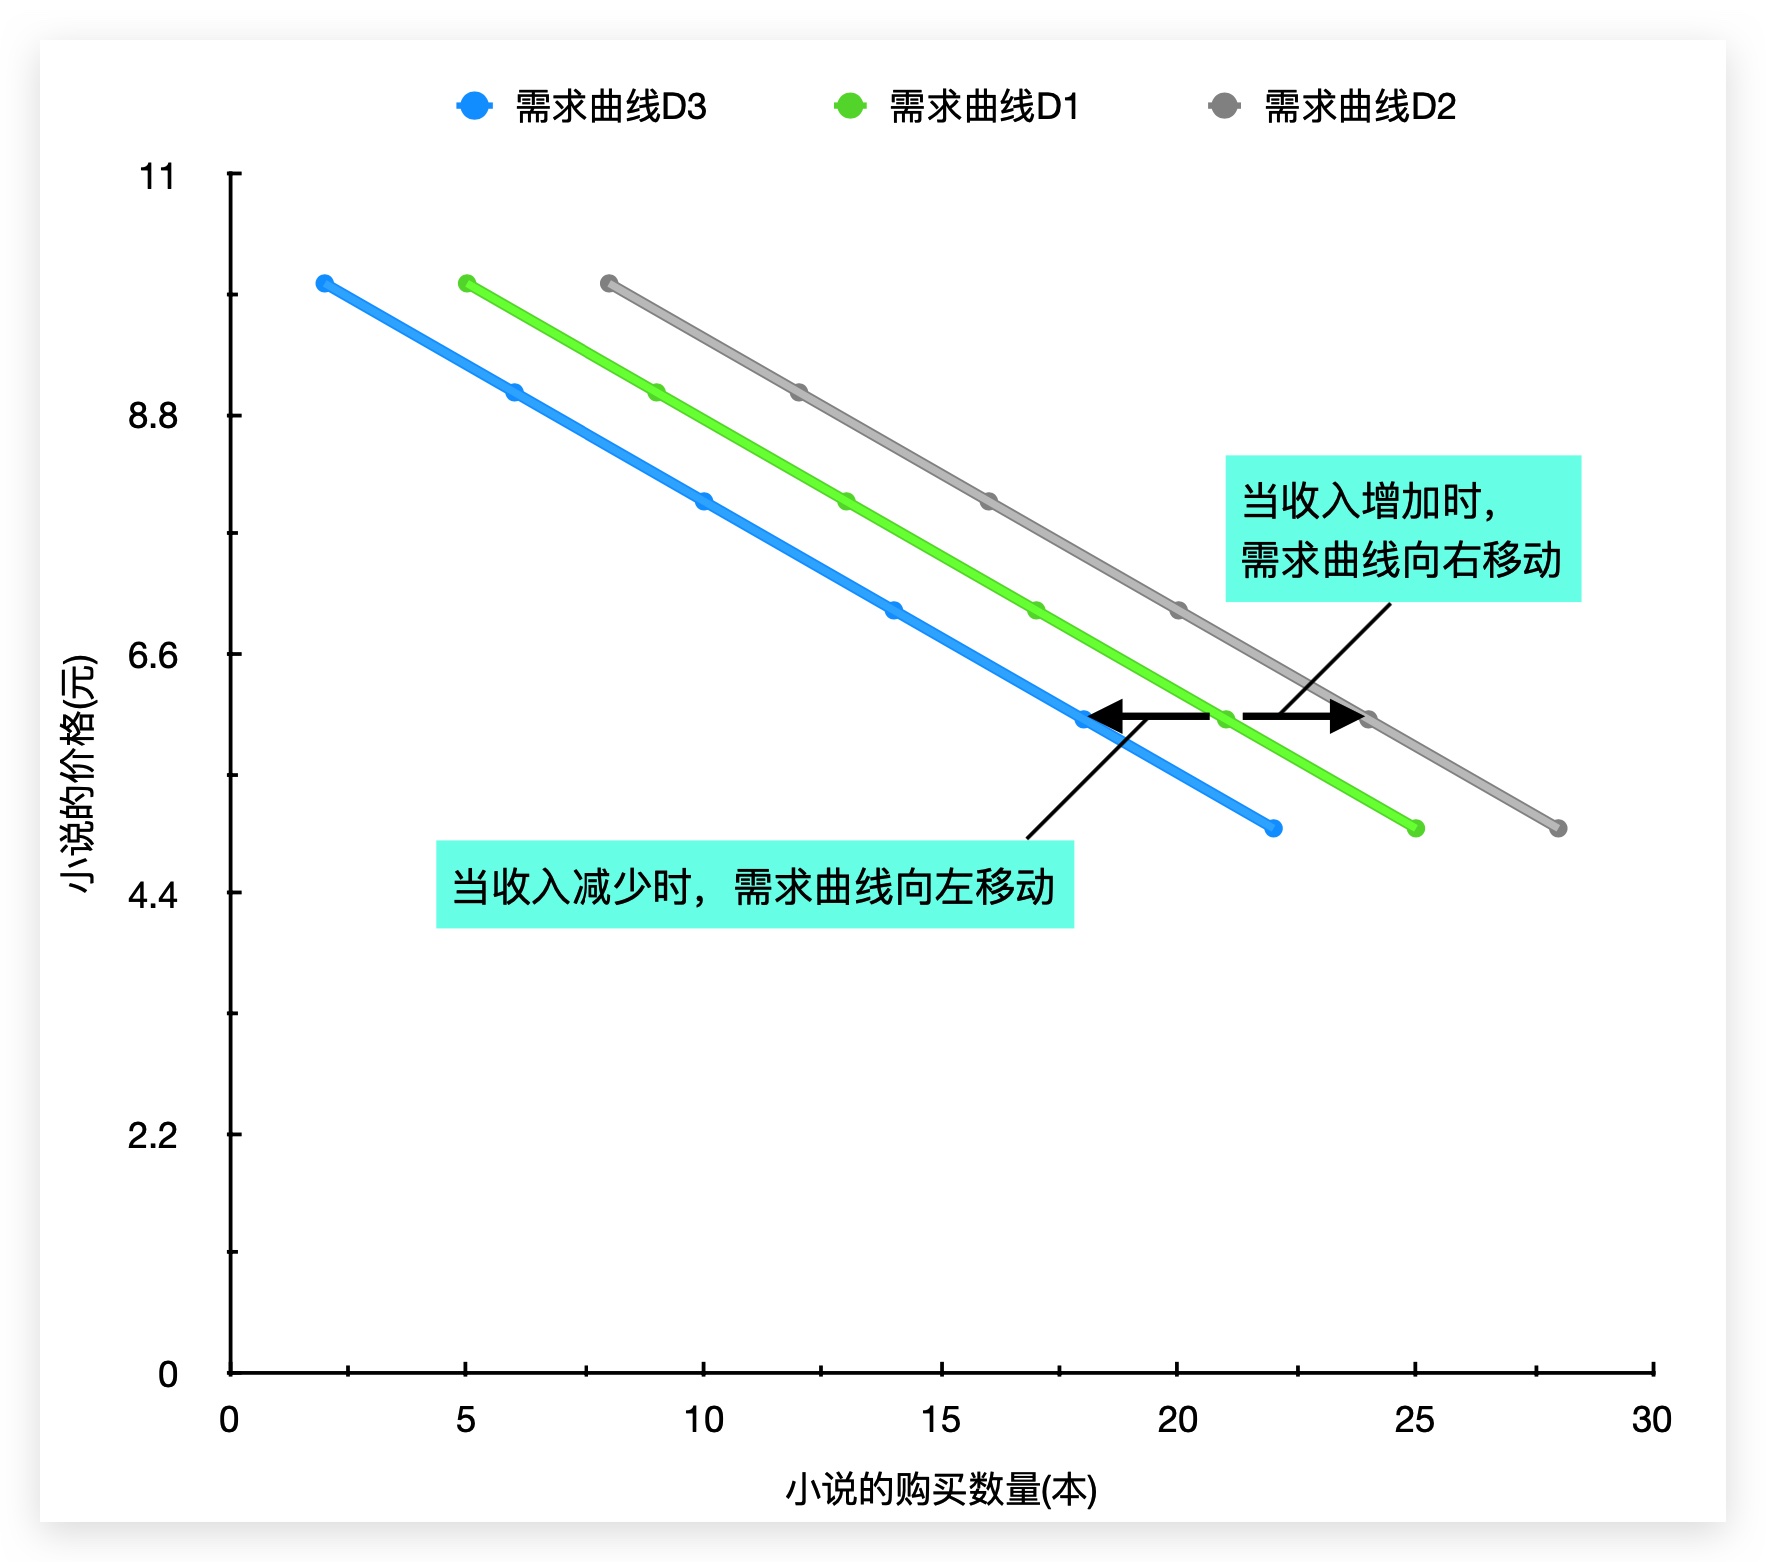 需求曲线D3
需求曲线D1
需求曲线D2
11
8.8
6.6
4.4
2.2
0
小说的价格(元)
当收入增加时，
需求曲线向右移动
当收入减少时，需求曲线向左移动
0
5
10
15
20
25
30
小说的购买数量(本)